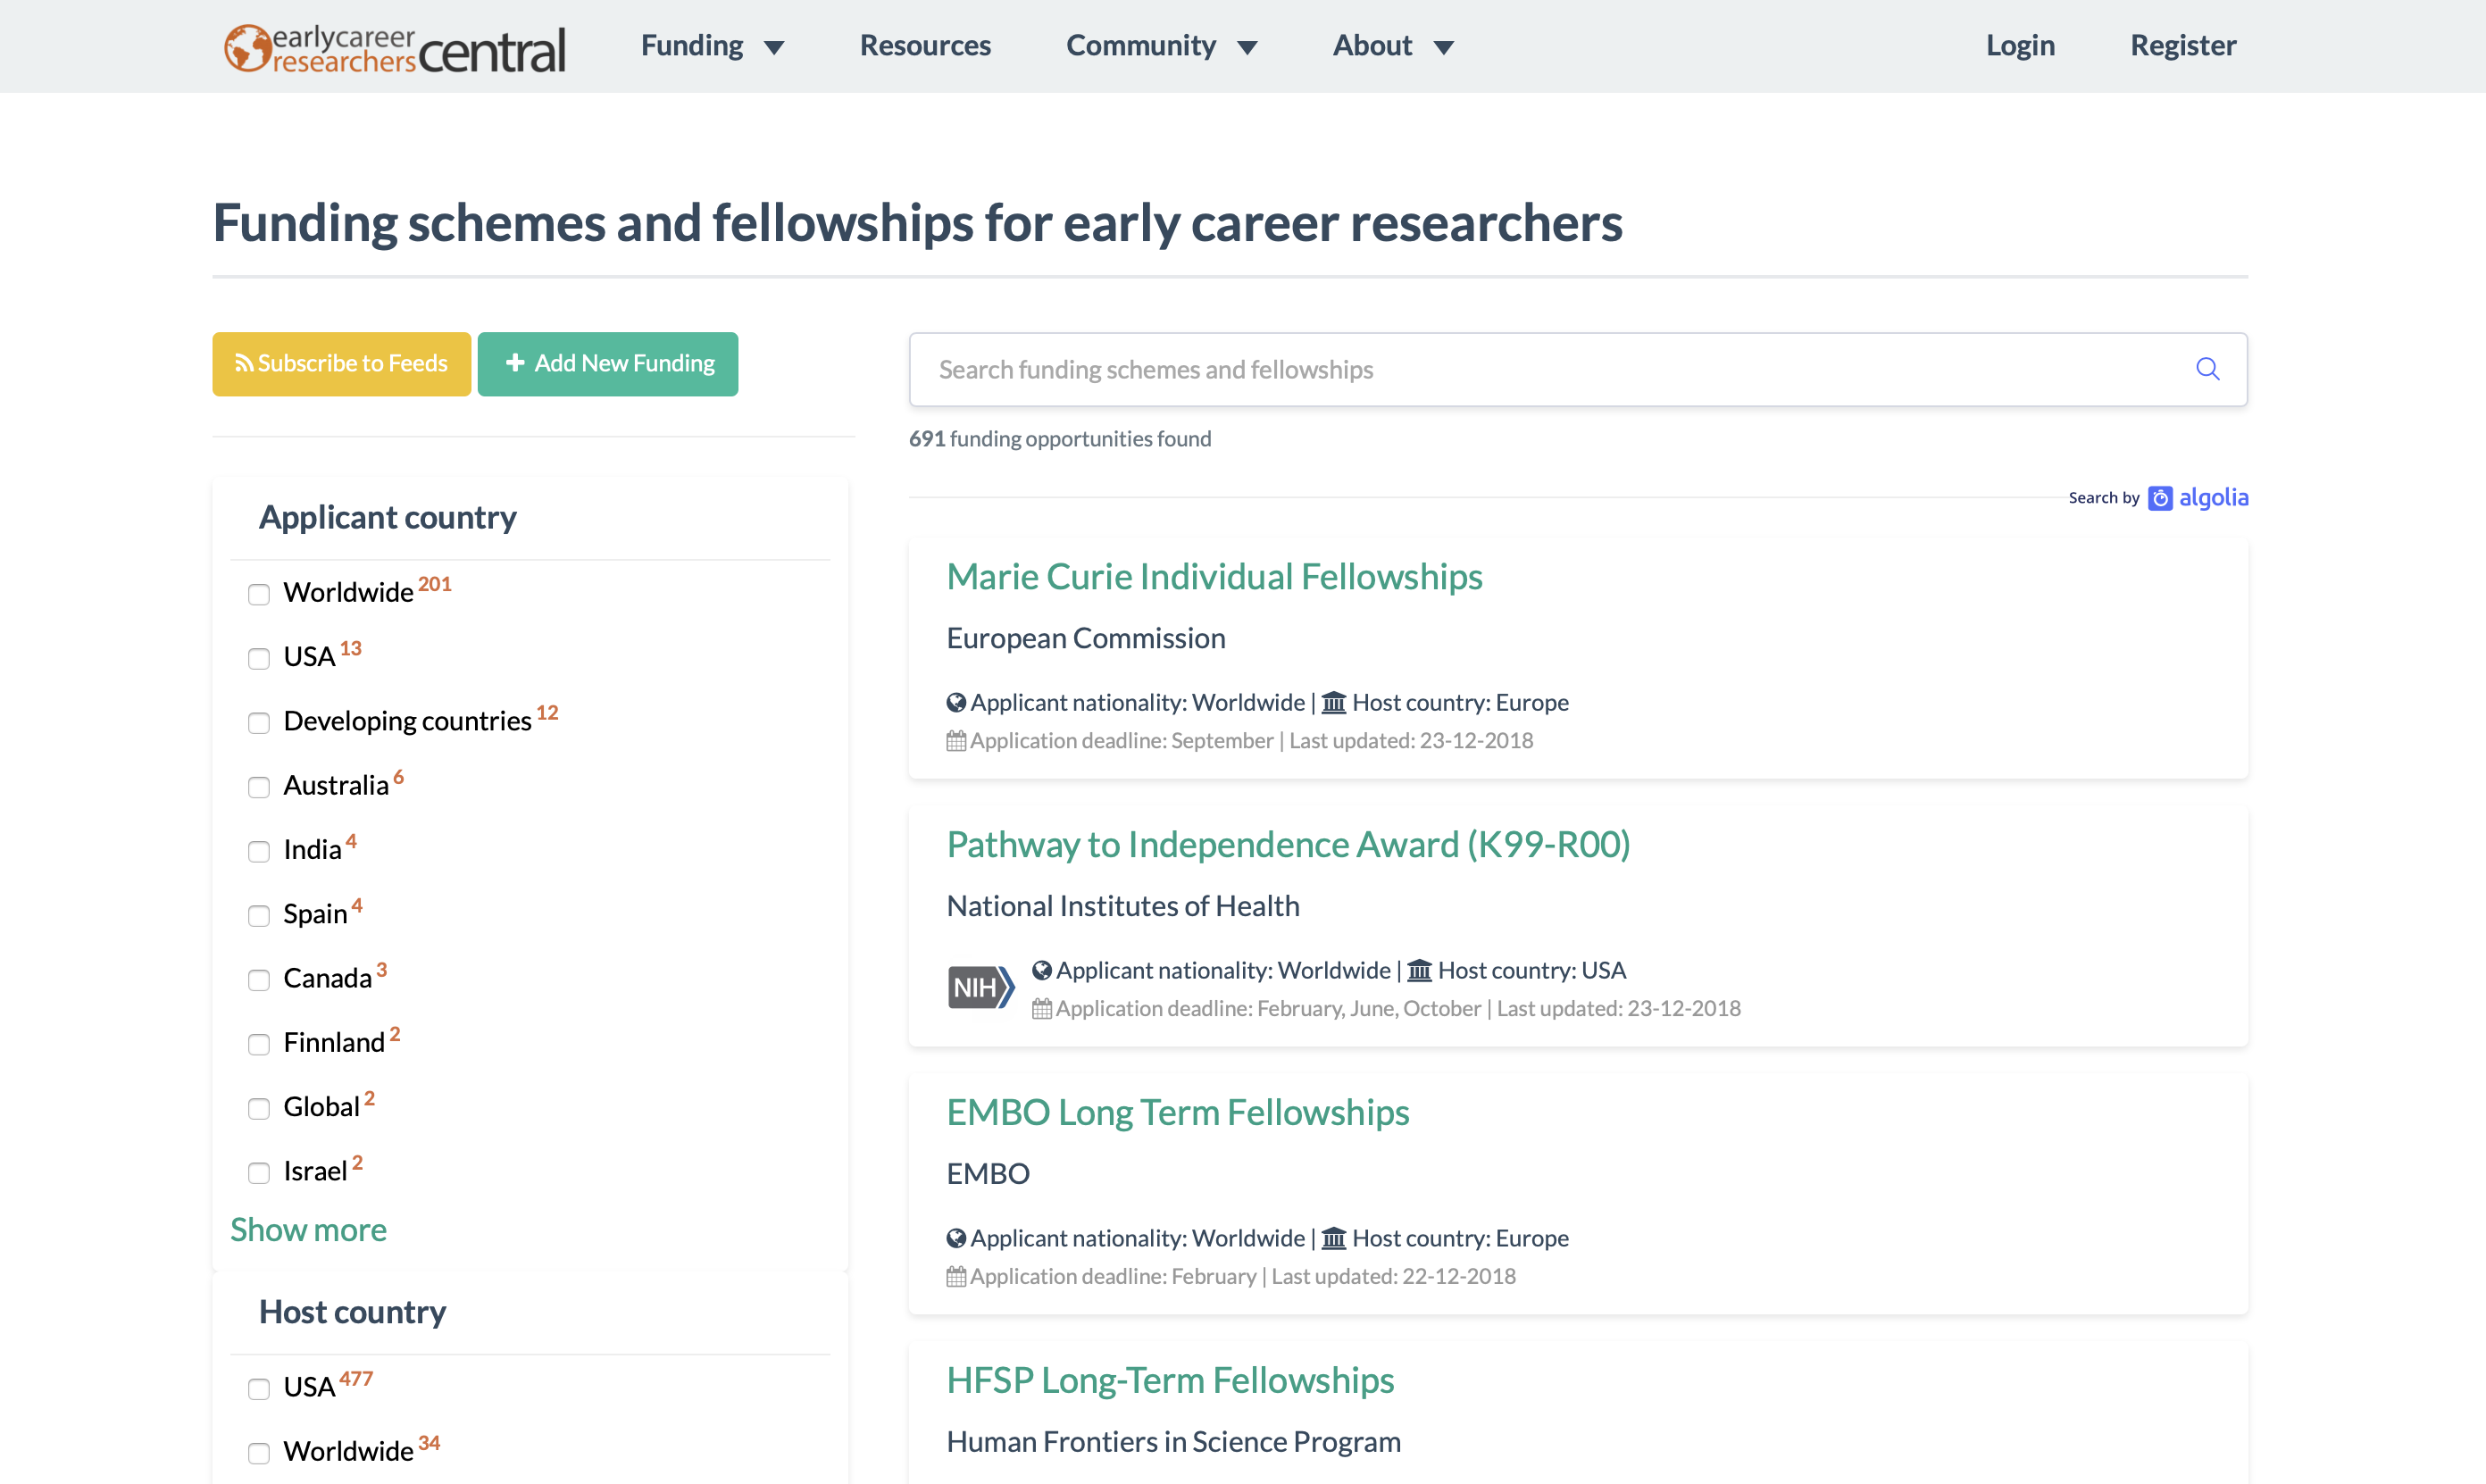 earlycareer researchers central
Funding
Resources
Community
About
Login
Register
Funding schemes and fellowships for early career researchers
Subscribe to Feeds
+ Add New Funding
Search funding schemes and fellowships
691 funding opportunities found
Search by algolia
Applicant country
Worldwide 201
USA 13
Developing countries 12
Australia 6
India 4
Spain 4
Canada 3
Finnland 2
Global 2
Israel 2
Show more
Host country
USA 477
Worldwide 34
Marie Curie Individual Fellowships
European Commission
Applicant nationality: Worldwide | Host country: Europe
Application deadline: September | Last updated: 23-12-2018
Pathway to Independence Award (K99-R00)
National Institutes of Health
NIH
Applicant nationality: Worldwide | Host country: USA
Application deadline: February, June, October | Last updated: 23-12-2018
EMBO Long Term Fellowships
EMBO
Applicant nationality: Worldwide | Host country: Europe
Application deadline: February | Last updated: 22-12-2018
HFSP Long-Term Fellowships
Human Frontiers in Science Program